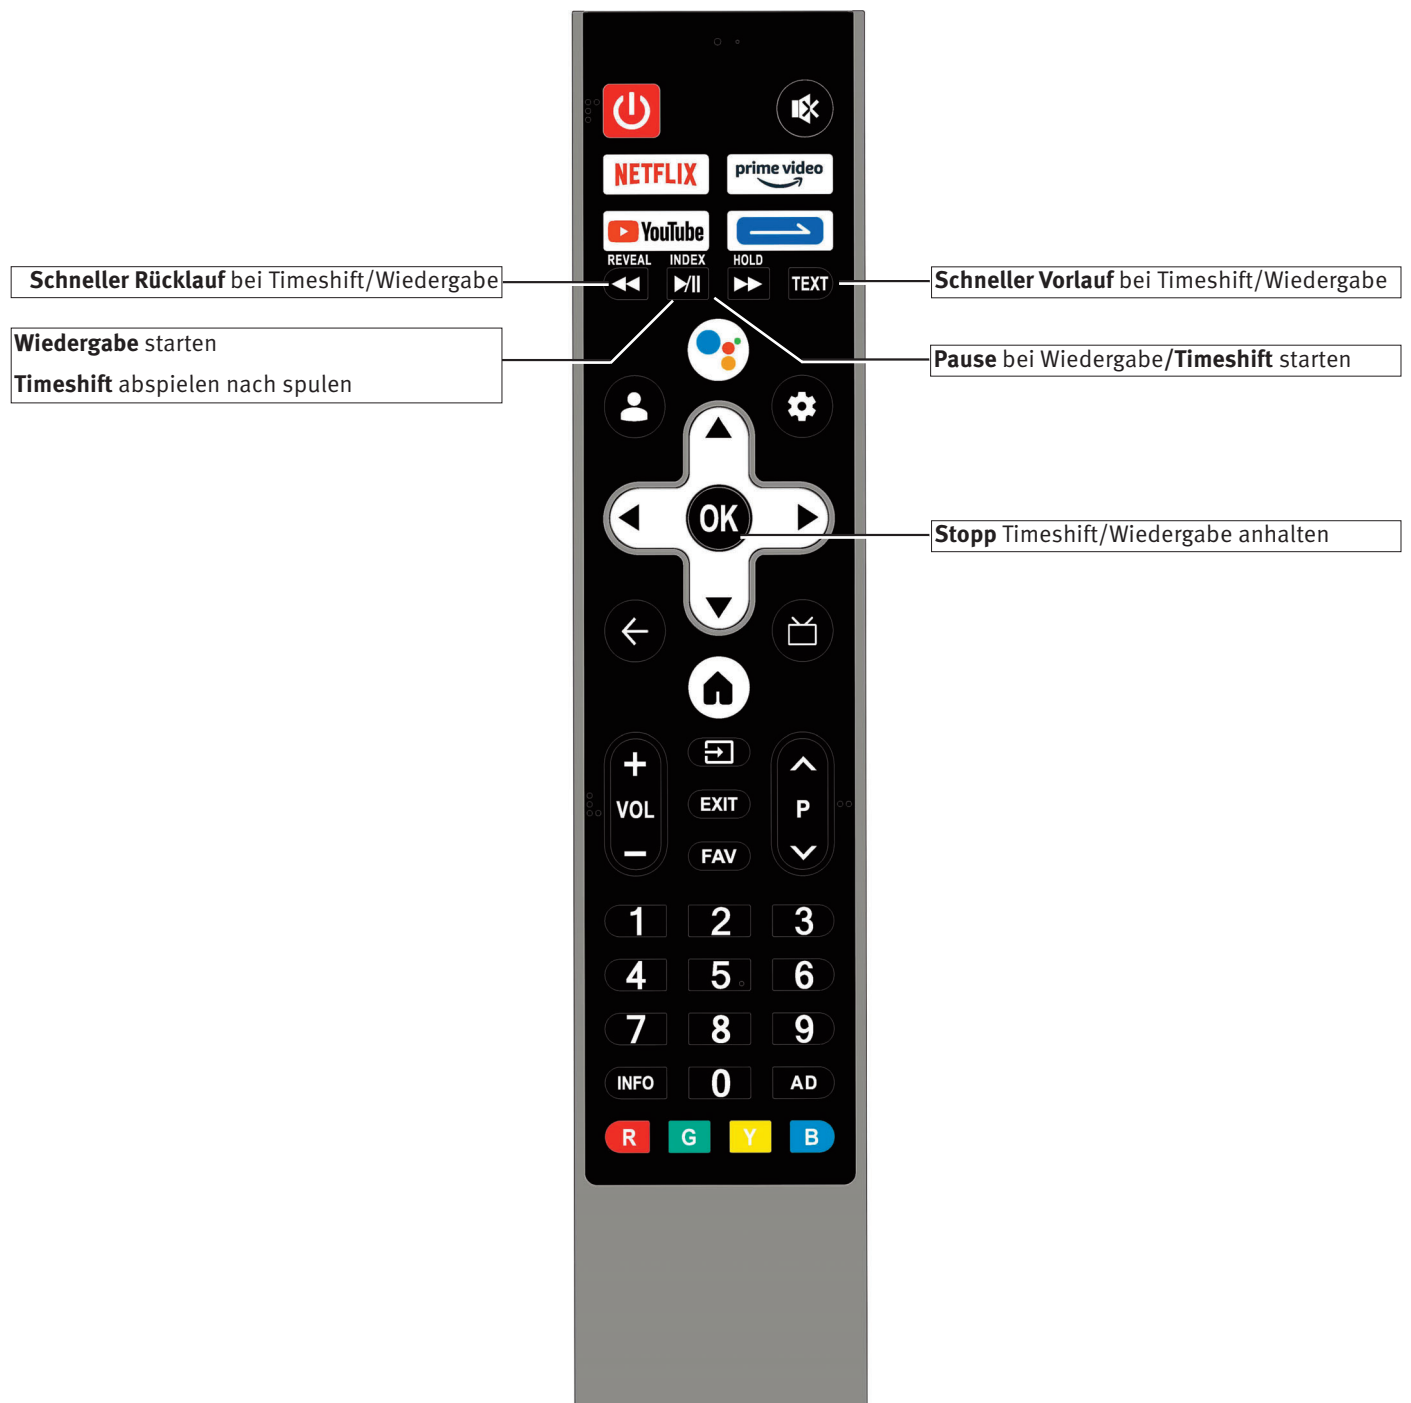 NETFLIX
prime video
YouTube
REVEAL INDEX HOLD
TEXT
Schneller Rücklauf bei Timeshift/Wiedergabe
Schneller Vorlauf bei Timeshift/Wiedergabe
Wiedergabe starten
Timeshift abspielen nach spulen
Pause bei Wiedergabe/Timeshift starten
OK
Stopp Timeshift/Wiedergabe anhalten
+
VOL EXIT P
−
FAV
1 2 3
4 5 6
7 8 9
INFO 0 AD
R G Y B